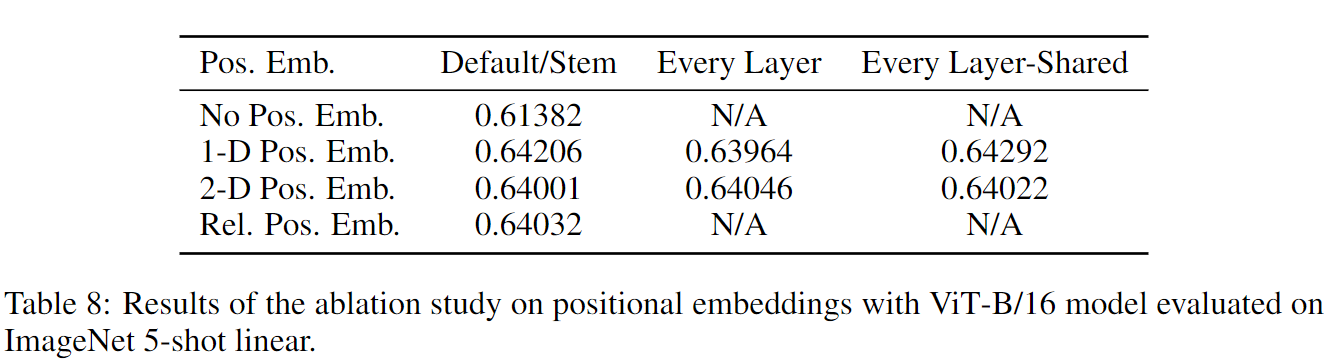 Pos. Emb. Default/Stem Every Layer Every Layer-Shared
No Pos. Emb. 0.61382 N/A N/A
1-D Pos. Emb. 0.64206 0.63964 0.64292
2-D Pos. Emb. 0.64001 0.64046 0.64022
Rel. Pos. Emb. 0.64032 N/A N/A
Table 8: Results of the ablation study on positional embeddings with ViT-B/16 model evaluated on
ImageNet 5-shot linear.